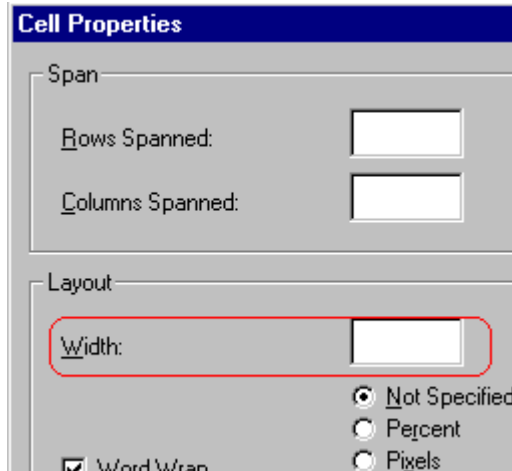 Cell Properties
Span
Rows Spanned:
Columns Spanned:
Layout
Width:
Not Specified
Percent
Word Wrap
Pixels